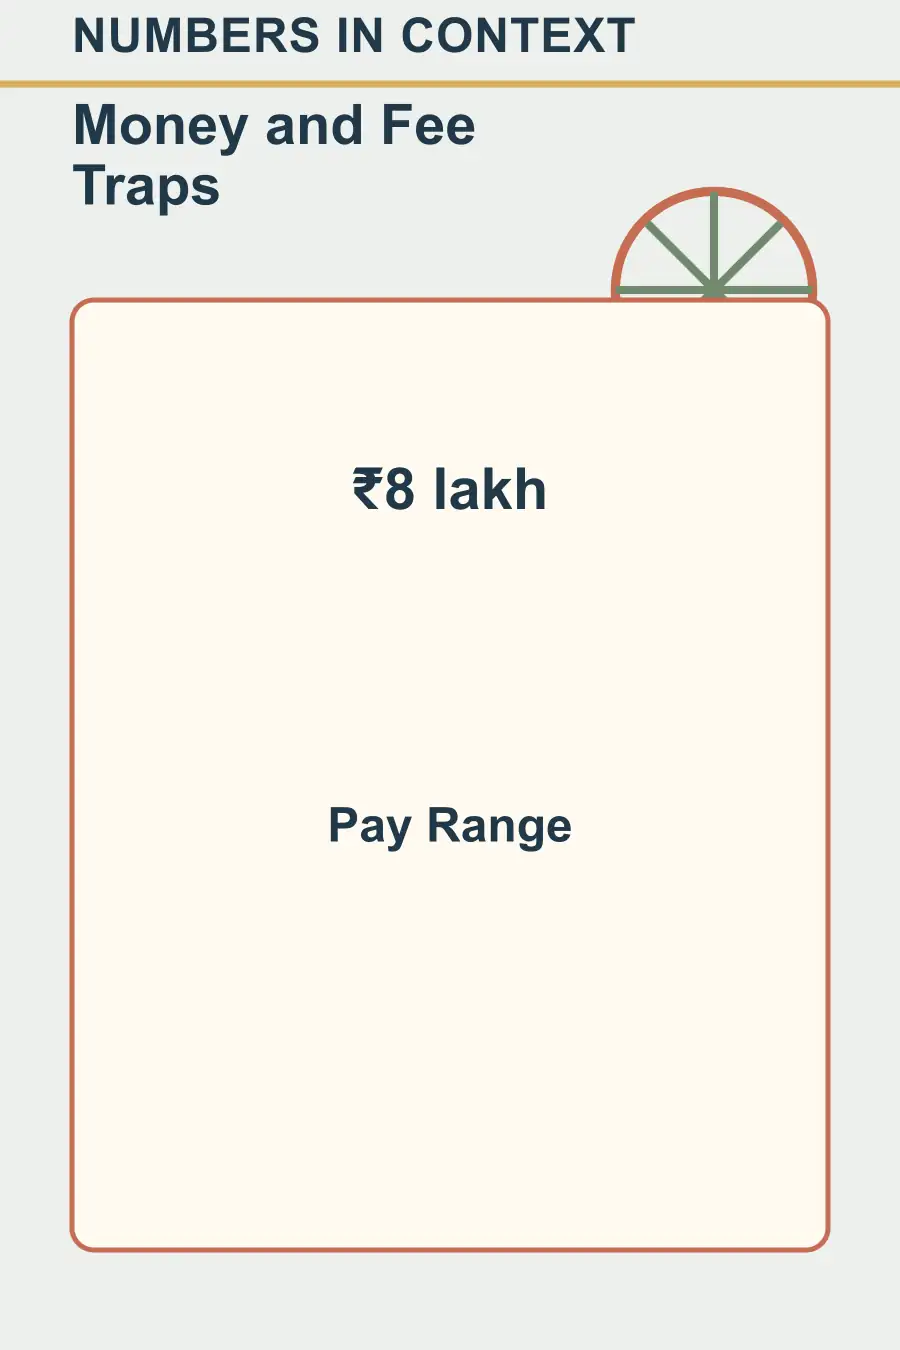 NUMBERS IN CONTEXT
Money and Fee
Traps
₹8 lakh
Pay Range